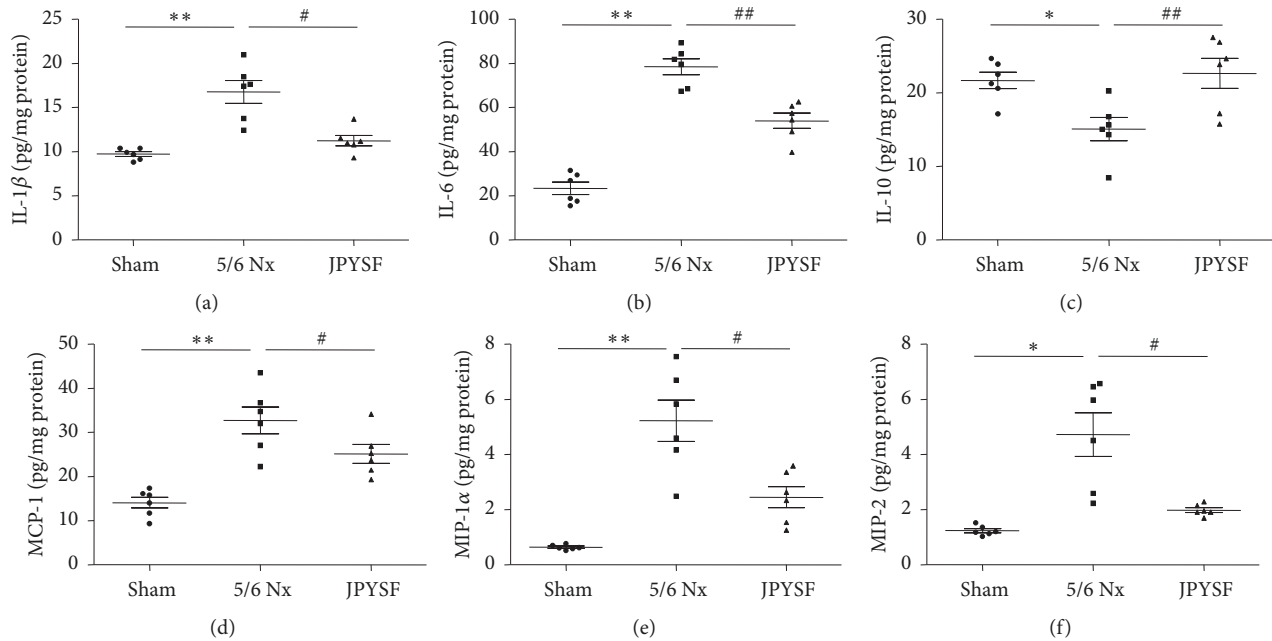 IL-1β (pg/mg protein)
25
20
15
10
5
0
** #
Sham 5/6 Nx JPYSF
(a)
IL-6 (pg/mg protein)
100
80
60
40
20
0
** ##
Sham 5/6 Nx JPYSF
(b)
IL-10 (pg/mg protein)
30
20
10
0
* ##
Sham 5/6 Nx JPYSF
(c)
MCP-1 (pg/mg protein)
50
40
30
20
10
0
** #
Sham 5/6 Nx JPYSF
(d)
MIP-1α (pg/mg protein)
8
6
4
2
0
** #
Sham 5/6 Nx JPYSF
(e)
MIP-2 (pg/mg protein)
8
6
4
2
0
* #
Sham 5/6 Nx JPYSF
(f)